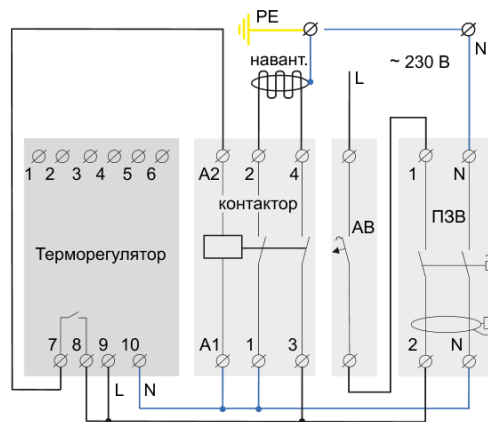 PE
N
навант.
~ 230 В
L
1 2 3 4 5 6
A2 2 4
1 N
контактор
АВ
ПЗВ
Терморегулятор
7 8 9 10
A1 1 3
2 N
L N